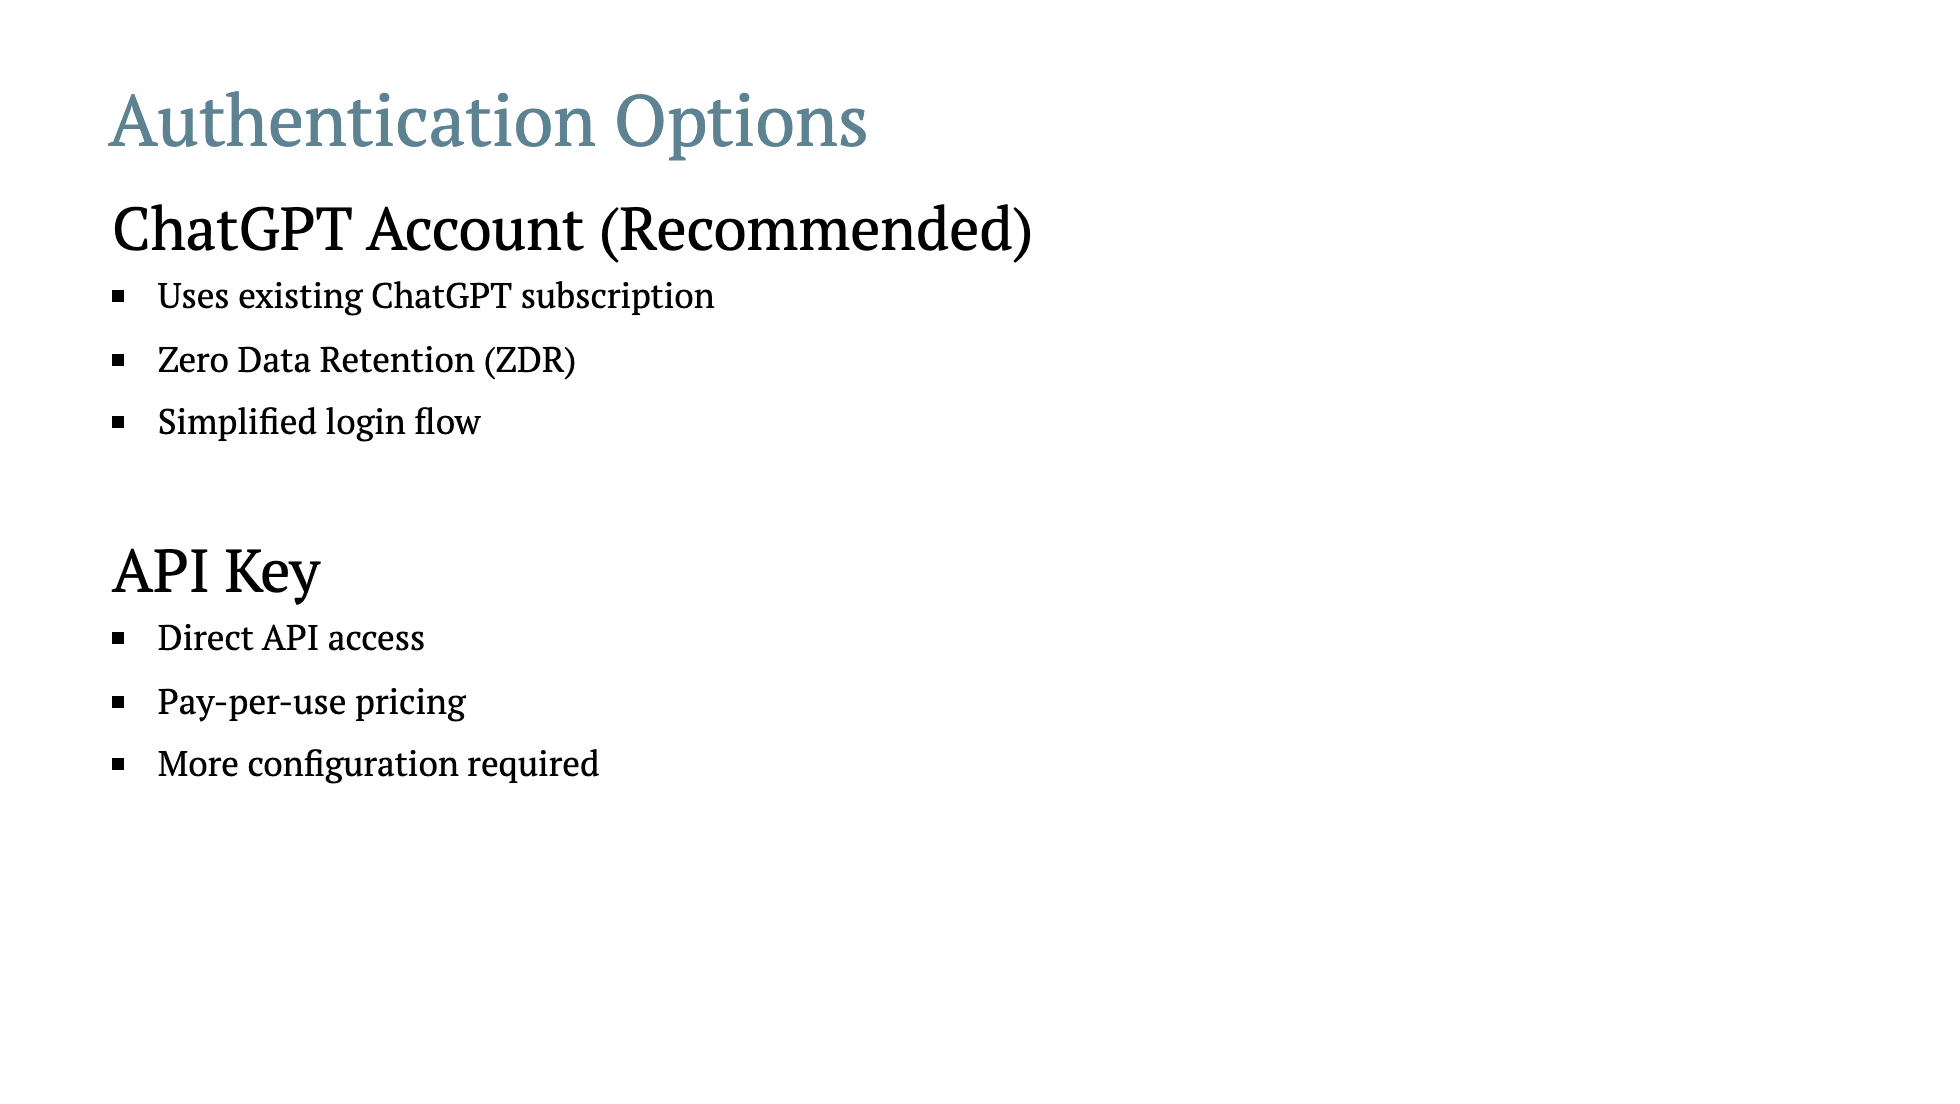 Authentication Options
ChatGPT Account (Recommended)
▪ Uses existing ChatGPT subscription
▪ Zero Data Retention (ZDR)
▪ Simplified login flow
API Key
▪ Direct API access
▪ Pay-per-use pricing
▪ More configuration required